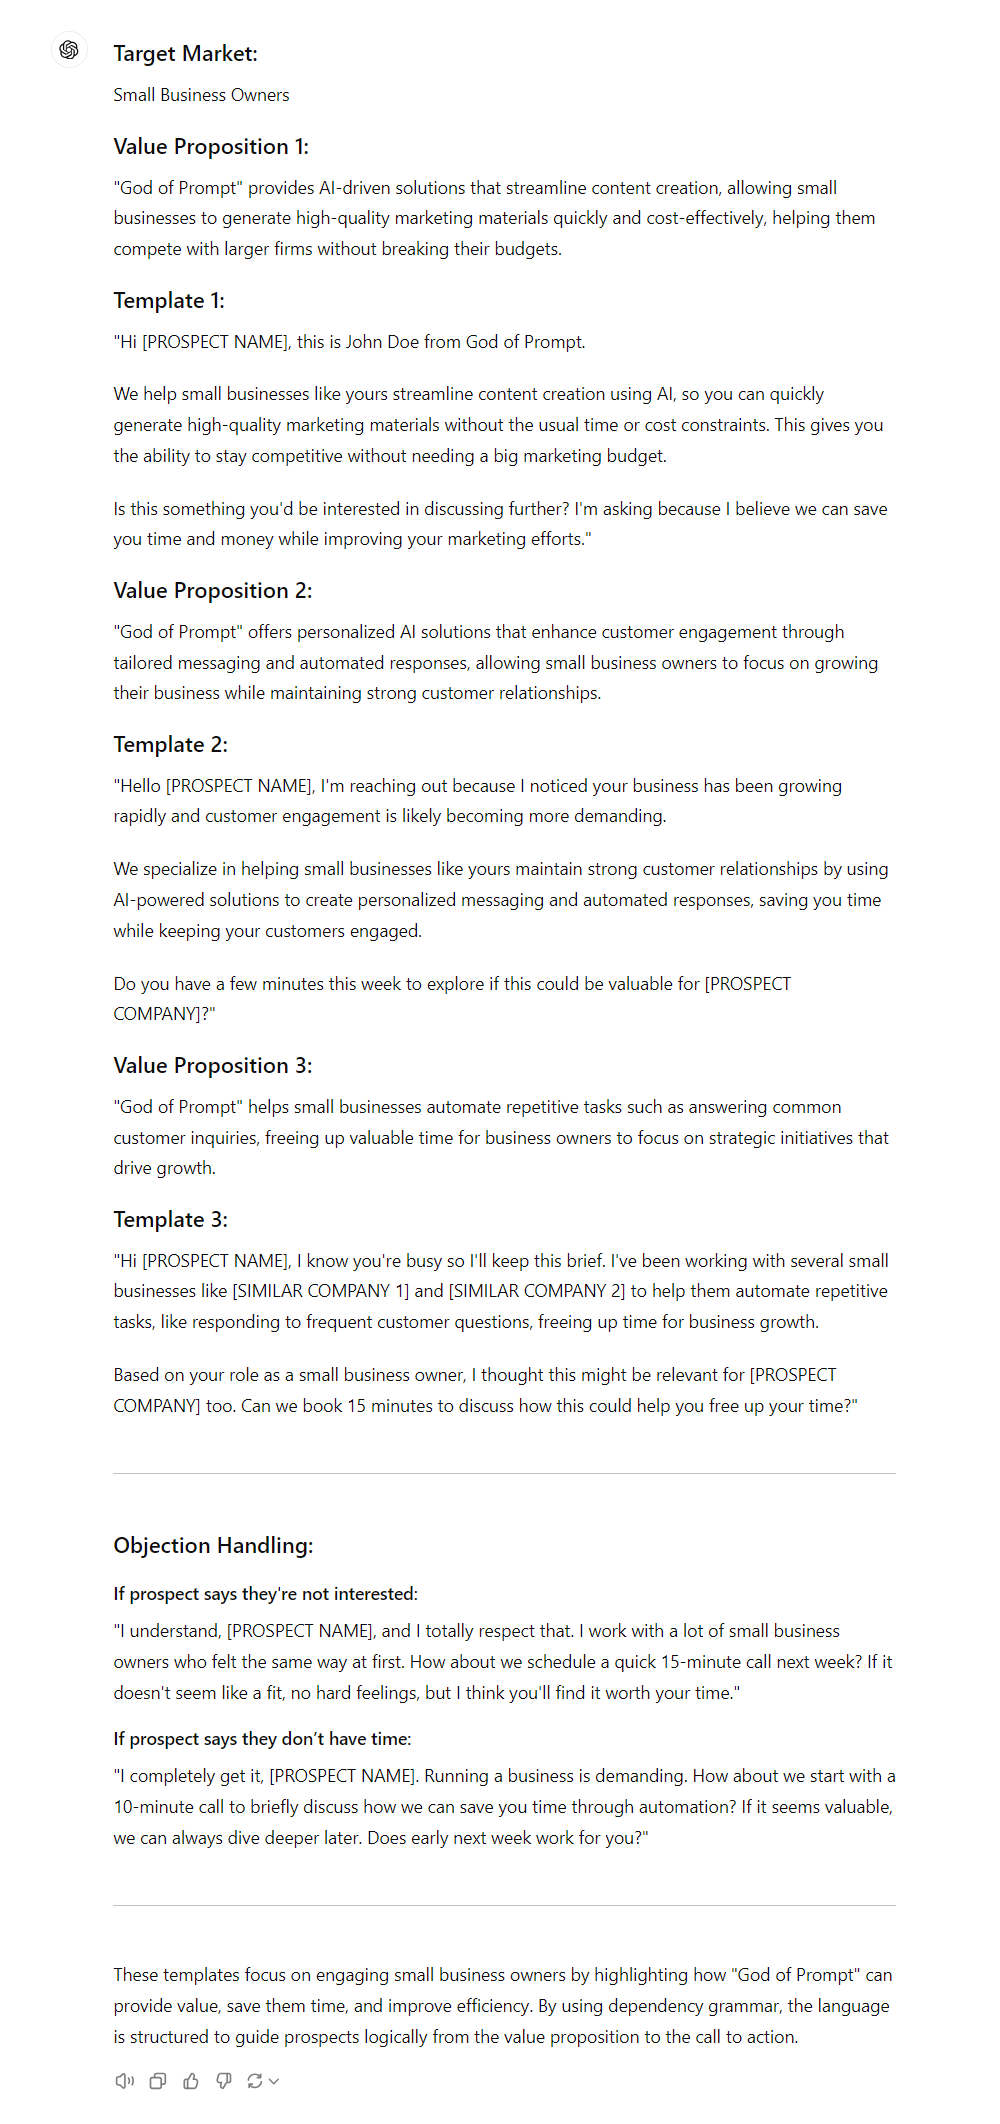 Target Market:
Small Business Owners
Value Proposition 1:
"God of Prompt" provides AI-driven solutions that streamline content creation, allowing small
businesses to generate high-quality marketing materials quickly and cost-effectively, helping them
compete with larger firms without breaking their budgets.
Template 1:
"Hi [PROSPECT NAME], this is John Doe from God of Prompt.
We help small businesses like yours streamline content creation using AI, so you can quickly
generate high-quality marketing materials without the usual time or cost constraints. This gives you
the ability to stay competitive without needing a big marketing budget.
Is this something you'd be interested in discussing further? I'm asking because I believe we can save
you time and money while improving your marketing efforts."
Value Proposition 2:
"God of Prompt" offers personalized AI solutions that enhance customer engagement through
tailored messaging and automated responses, allowing small business owners to focus on growing
their business while maintaining strong customer relationships.
Template 2:
"Hello [PROSPECT NAME], I'm reaching out because I noticed your business has been growing
rapidly and customer engagement is likely becoming more demanding.
We specialize in helping small businesses like yours maintain strong customer relationships by using
AI-powered solutions to create personalized messaging and automated responses, saving you time
while keeping your customers engaged.
Do you have a few minutes this week to explore if this could be valuable for [PROSPECT
COMPANY]?"
Value Proposition 3:
"God of Prompt" helps small businesses automate repetitive tasks such as answering common
customer inquiries, freeing up valuable time for business owners to focus on strategic initiatives that
drive growth.
Template 3:
"Hi [PROSPECT NAME], I know you're busy so I'll keep this brief. I've been working with several small
businesses like [SIMILAR COMPANY 1] and [SIMILAR COMPANY 2] to help them automate repetitive
tasks, like responding to frequent customer questions, freeing up time for business growth.
Based on your role as a small business owner, I thought this might be relevant for [PROSPECT
COMPANY] too. Can we book 15 minutes to discuss how this could help you free up your time?"
Objection Handling:
If prospect says they're not interested:
"I understand, [PROSPECT NAME], and I totally respect that. I work with a lot of small business
owners who felt the same way at first. How about we schedule a quick 15-minute call next week? If it
doesn't seem like a fit, no hard feelings, but I think you'll find it worth your time."
If prospect says they don't have time:
"I completely get it, [PROSPECT NAME]. Running a business is demanding. How about we start with a
10-minute call to briefly discuss how we can save you time through automation? If it seems valuable,
we can always dive deeper later. Does early next week work for you?"
These templates focus on engaging small business owners by highlighting how "God of Prompt" can
provide value, save them time, and improve efficiency. By using dependency grammar, the language
is structured to guide prospects logically from the value proposition to the call to action.